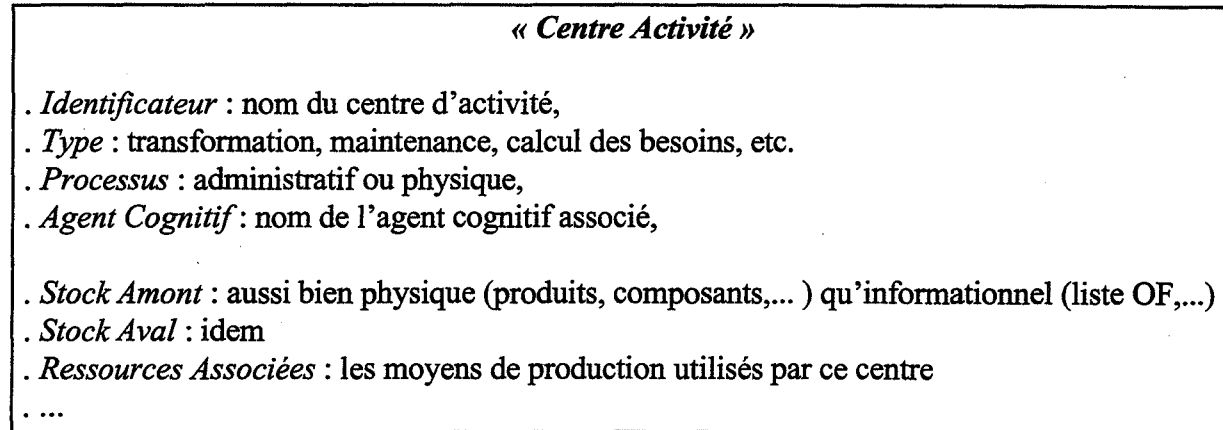 « Centre Activité »
. Identificateur : nom du centre d'activité,
. Type : transformation, maintenance, calcul des besoins, etc.
. Processus : administratif ou physique,
. Agent Cognitif : nom de l'agent cognitif associé,
. Stock Amont : aussi bien physique (produits, composants,... ) qu'informationnel (liste OF,...)
. Stock Aval : idem
. Ressources Associées : les moyens de production utilisés par ce centre
. ...